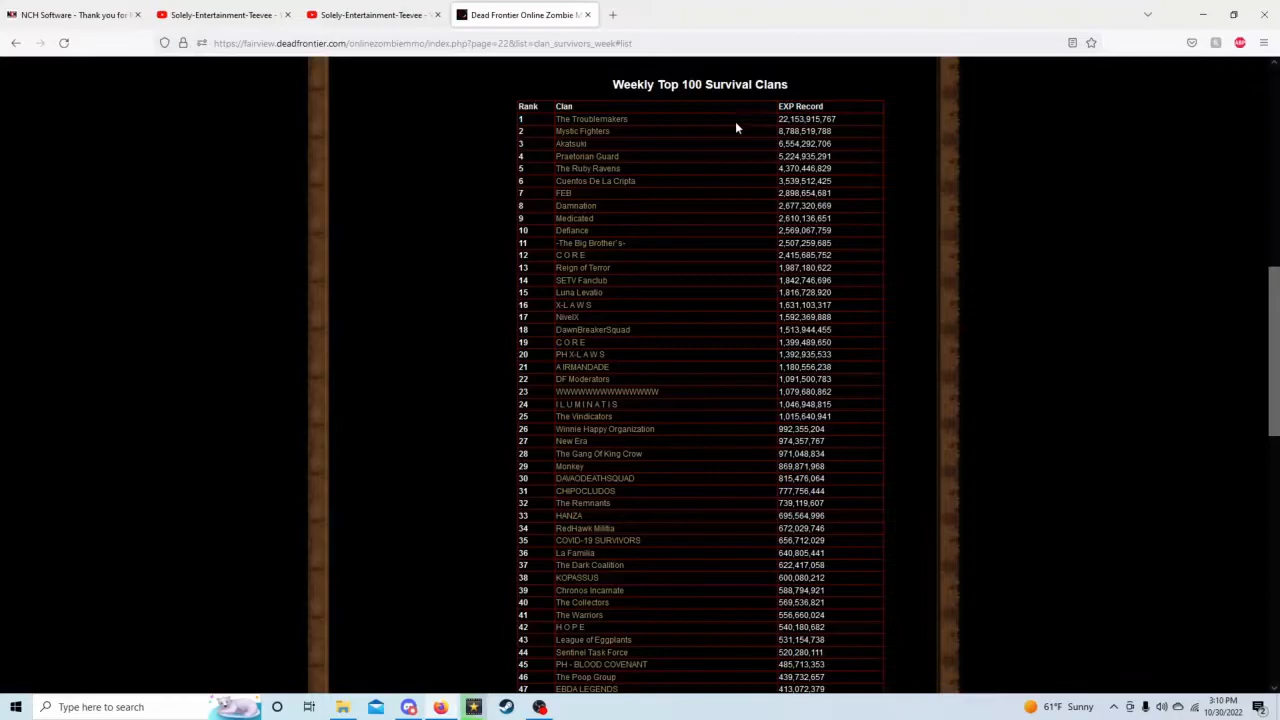 NCH Software - Thank you for I
Solely-Entertainment-Teevee -
Solely-Entertainment-Teevee -
Dead Frontier Online Zombie M
https://fairview.deadfrontier.com/onlinezombiemmo/index.php?page=22&list=clan_survivors_week#list
Weekly Top 100 Survival Clans
Rank Clan EXP Record
1 The Troublemakers 22,153,915,767
2 Mystic Fighters 8,788,519,788
3 Akatsuki 6,554,292,706
4 Praetorian Guard 5,224,935,291
5 The Ruby Ravens 4,370,446,829
6 Cuentos De La Cripta 3,539,512,425
7 FEB 2,898,654,681
8 Damnation 2,677,320,669
9 Medicated 2,610,136,651
10 Defiance 2,569,067,759
11 -The Big Brother`s- 2,507,259,685
12 C O R E 2,415,685,752
13 Reign of Terror 1,987,180,622
14 SETV Fanclub 1,842,746,696
15 Luna Levatio 1,816,728,920
16 X-L A W S 1,631,103,317
17 NivelX 1,592,369,888
18 DawnBreakerSquad 1,513,944,455
19 C O R E 1,399,489,650
20 PH X-L A W S 1,392,935,533
21 A IRMANDADE 1,180,556,238
22 DF Moderators 1,091,500,783
23 WWWWWWWWWWWWWW 1,079,680,862
24 I L U M I N A T I S 1,046,948,815
25 The Vindicators 1,015,640,941
26 Winnie Happy Organization 992,355,204
27 New Era 974,357,767
28 The Gang Of King Crow 971,048,834
29 Monkey 869,871,968
30 DAVAODEATHSQUAD 815,476,064
31 CHIPOCLUDOS 777,756,444
32 The Remnants 739,119,607
33 HANZA 695,564,996
34 RedHawk Militia 672,029,746
35 COVID-19 SURVIVORS 656,712,029
36 La Familia 640,805,441
37 The Dark Coalition 622,417,058
38 KOPASSUS 600,080,212
39 Chronos Incarnate 588,794,921
40 The Collectors 569,536,821
41 The Warriors 556,660,024
42 H O P E 540,180,682
43 League of Eggplants 531,154,738
44 Sentinel Task Force 520,280,111
45 PH - BLOOD COVENANT 485,713,353
46 The Poop Group 439,732,657
47 EBDA LEGENDS 413,072,379
Type here to search
61°F Sunny
3:10 PM
10/30/2022
2